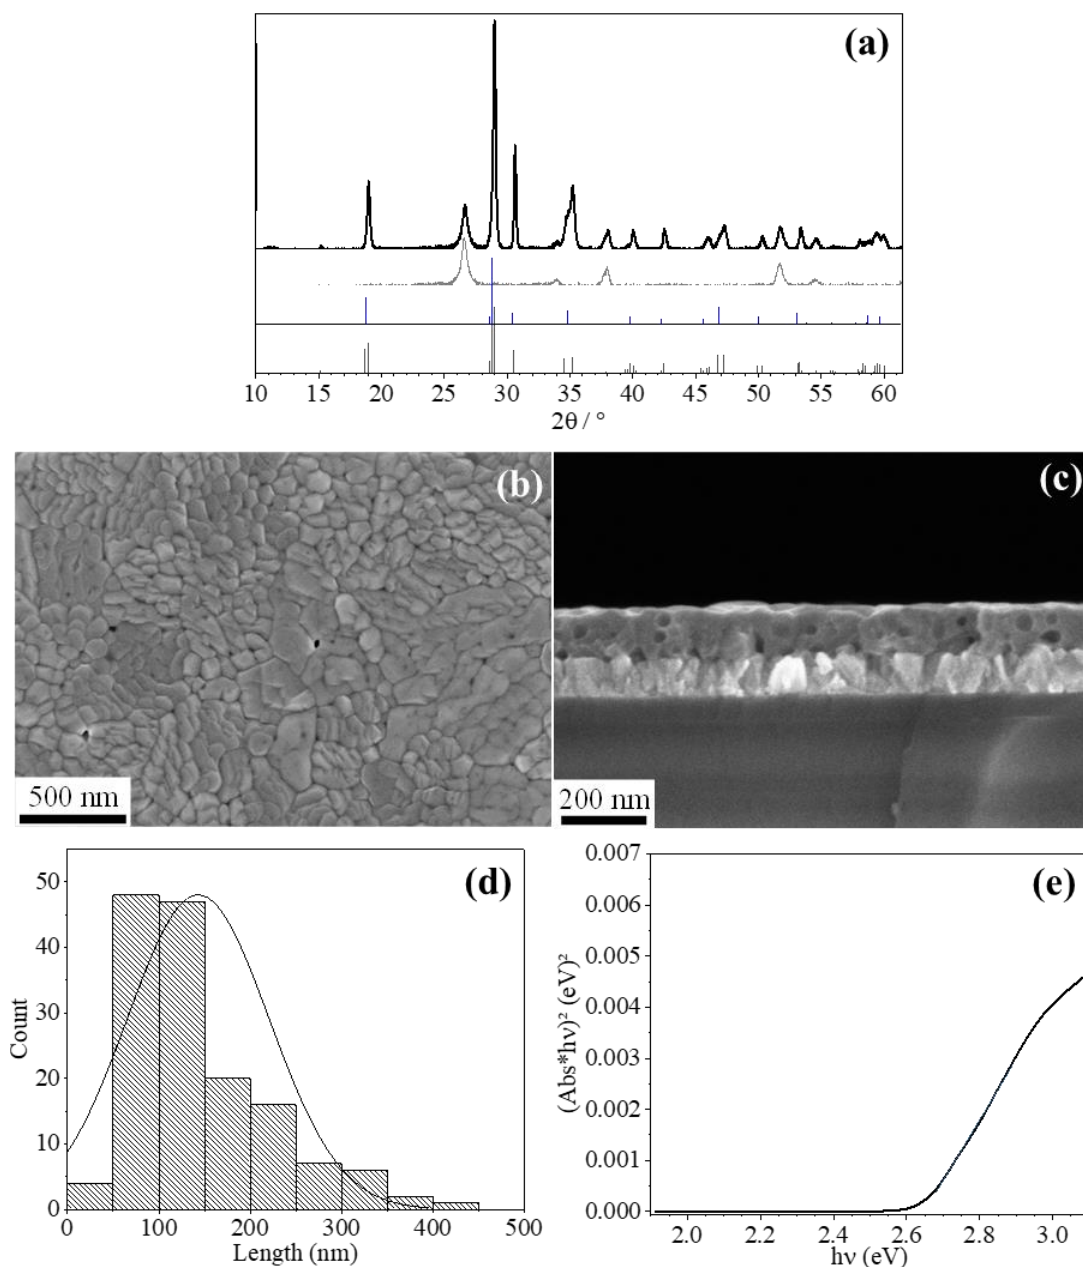 (a)
10 15 20 25 30 35 40 45 50 55 60
2θ / °
(b)
500 nm
(c)
200 nm
(d)
50
40
30
20
10
0
Count
0 100 200 300 400 500
Length (nm)
(e)
0.007
0.006
0.005
0.004
0.003
0.002
0.001
0.000
(Abs*hν)² (eV)²
2.0 2.2 2.4 2.6 2.8 3.0
hν (eV)